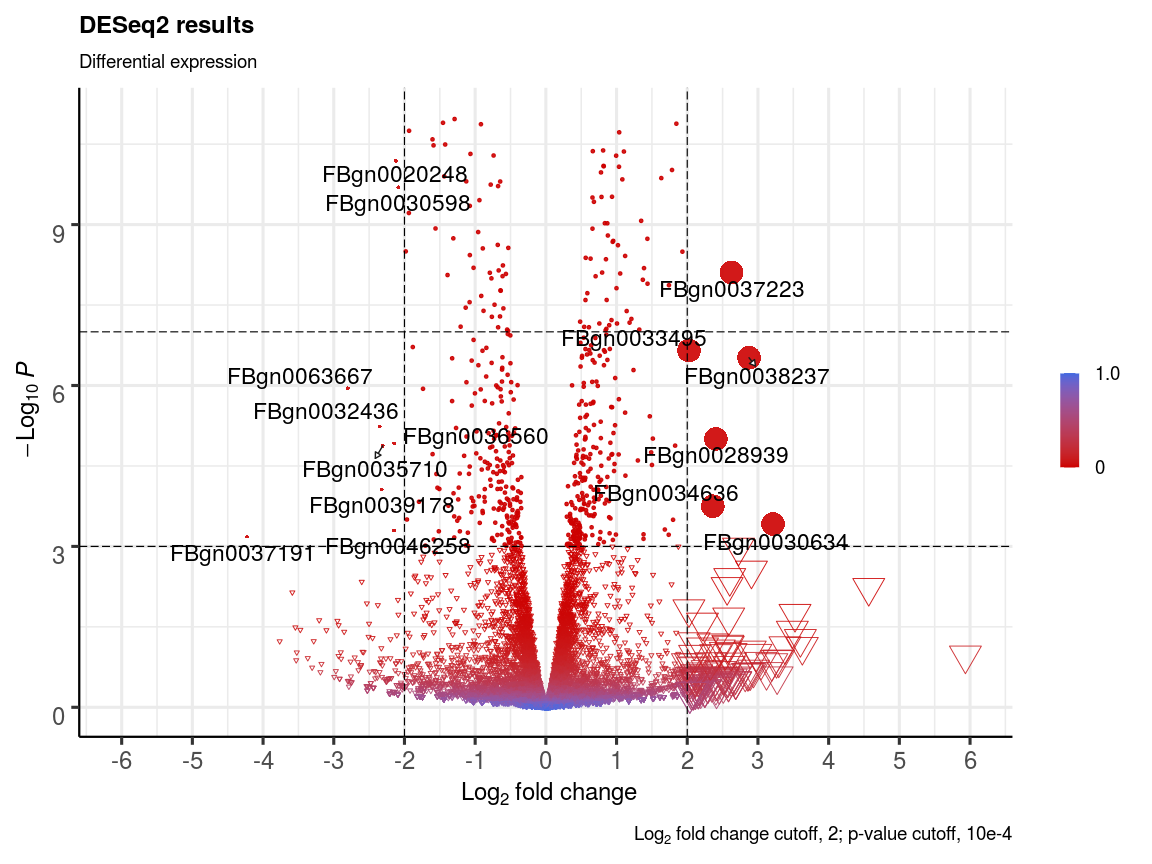 DESeq2 results
Differential expression
−Log10 P
9
6
3
0
FBgn0020248
FBgn0030598
FBgn0037223
FBgn0033495
FBgn0063667
FBgn0038237
FBgn0032436
FBgn0036560
FBgn0035710
FBgn0028939
FBgn0039178
FBgn0034636
FBgn0037191
FBgn0046258
FBgn0030634
1.0
0
-6 -5 -4 -3 -2 -1 0 1 2 3 4 5 6
Log2 fold change
Log2 fold change cutoff, 2; p-value cutoff, 10e-4